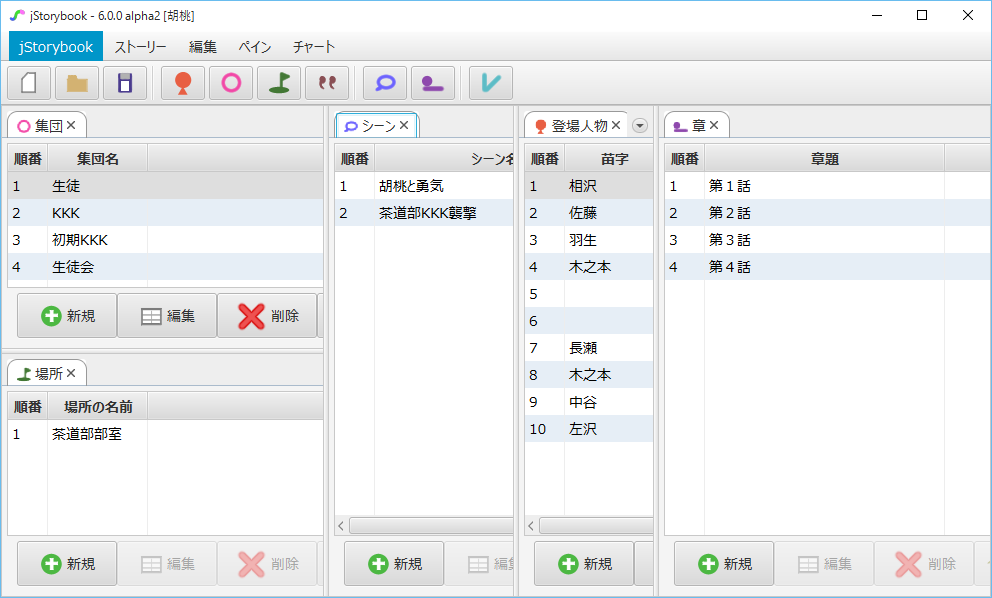 jStorybook - 6.0.0 alpha2 [胡桃]
jStorybook ストーリー 編集 ペイン チャート
集団
順番 集団名
1 生徒
2 KKK
3 初期KKK
4 生徒会
新規 編集 削除
場所
順番 場所の名前
1 茶道部部室
新規 編集 削除
シーン
順番 シーン名
1 胡桃と勇気
2 茶道部KKK襲撃
新規 編集
登場人物
順番 苗字
1 相沢
2 佐藤
3 羽生
4 木之本
5
6
7 長瀬
8 木之本
9 中谷
10 左沢
新規
章
順番 章題
1 第１話
2 第２話
3 第３話
4 第４話
新規 編集 削除